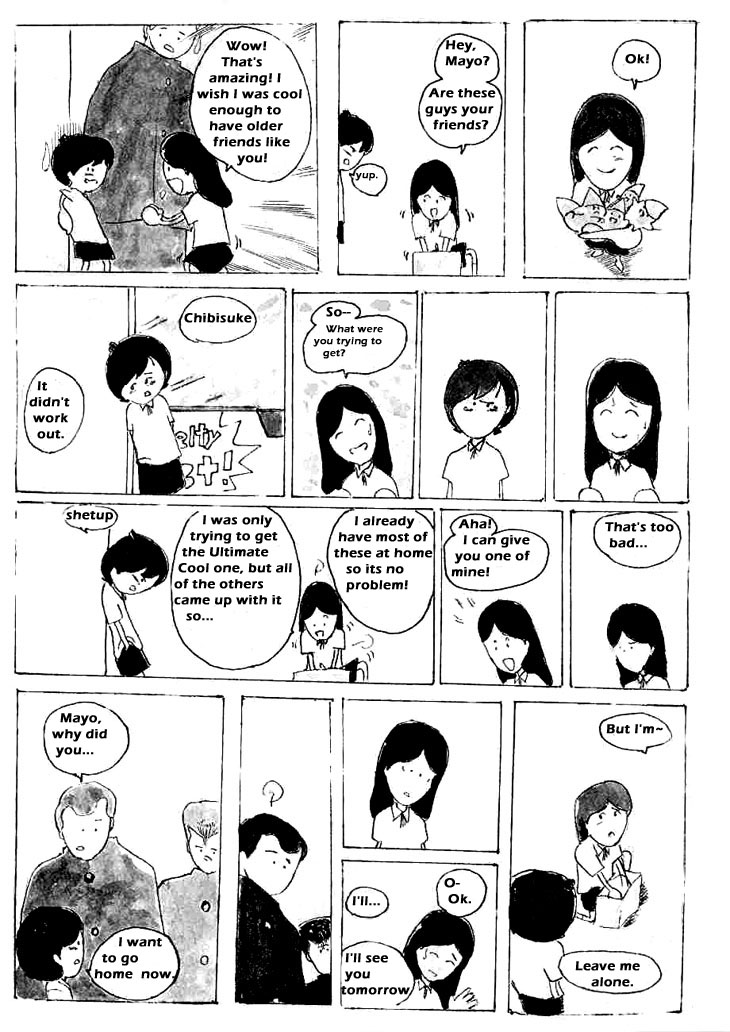 Ok!
Hey,
Mayo?
Are these
guys your
friends?
yup.
Wow!
That's
amazing! I
wish I was cool
enough to
have older
friends like
you!
So--
What were
you trying to
get?
Chibisuke
It
didn't
work
out.
elty
That's too
bad...
Aha!
I can give
you one of
mine!
I already
have most of
these at home
so its no
problem!
I was only
trying to get
the Ultimate
Cool one, but all
of the others
came up with it
so...
shetup
But I'm~
Leave me
alone.
O-
Ok.
I'll...
I'll see
you
tomorrow
Mayo,
why did
you...
I want
to go
home now.